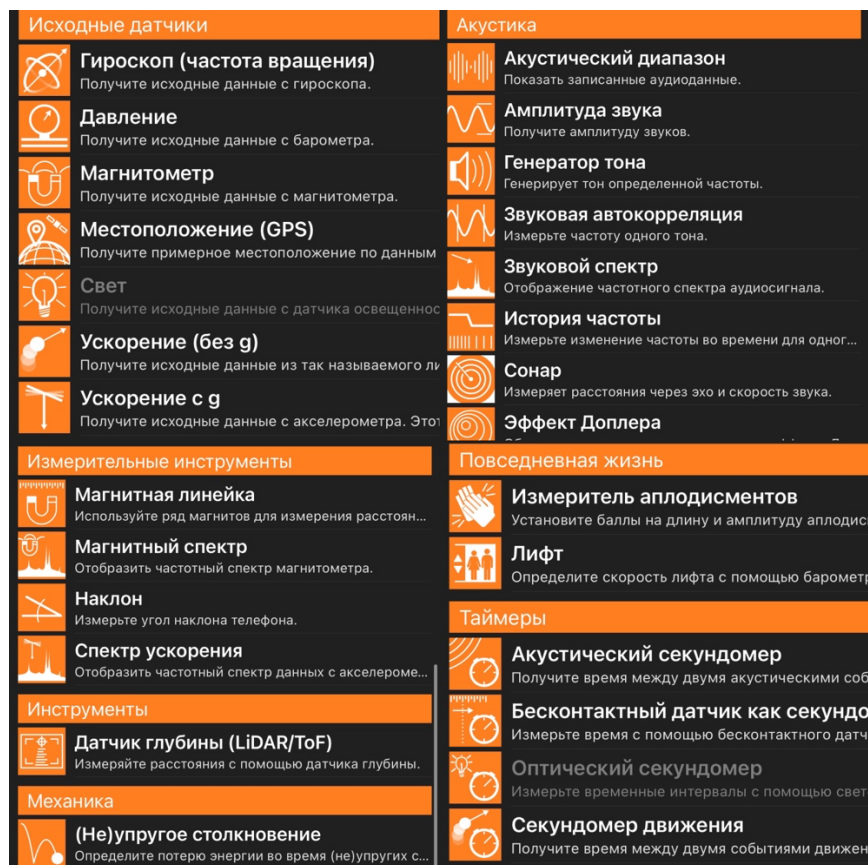 Исходные датчики
Гироскоп (частота вращения)
Получите исходные данные с гироскопа.
Давление
Получите исходные данные с барометра.
Магнитометр
Получите исходные данные с магнитометра.
Местоположение (GPS)
Получите примерное местоположение по данным
Свет
Получите исходные данные с датчика освещеннос
Ускорение (без g)
Получите исходные данные из так называемого ли
Ускорение с g
Получите исходные данные с акселерометра. Этот
Измерительные инструменты
Магнитная линейка
Используйте ряд магнитов для измерения расстоян...
Магнитный спектр
Отобразить частотный спектр магнитометра.
Наклон
Измерьте угол наклона телефона.
Спектр ускорения
Отобразить частотный спектр данных с акселероме...
Инструменты
Датчик глубины (LiDAR/ToF)
Измеряйте расстояния с помощью датчика глубины.
Механика
(Не)упругое столкновение
Определите потерю энергии во время (не)упругих с...
Акустика
Акустический диапазон
Показать записанные аудиоданные.
Амплитуда звука
Получите амплитуду звуков.
Генератор тона
Генерирует тон определенной частоты.
Звуковая автокорреляция
Измерьте частоту одного тона.
Звуковой спектр
Отображение частотного спектра аудиосигнала.
История частоты
Измерьте изменение частоты во времени для одног...
Сонар
Измеряет расстояния через эхо и скорость звука.
Эффект Доплера
Повседневная жизнь
Измеритель аплодисментов
Установите баллы на длину и амплитуду аплодис
Лифт
Определите скорость лифта с помощью барометр
Таймеры
Акустический секундомер
Получите время между двумя акустическими соб
Бесконтактный датчик как секундо
Измерьте время с помощью бесконтактного датч
Оптический секундомер
Измерьте временные интервалы с помощью свет
Секундомер движения
Получите время между двумя событиями движен